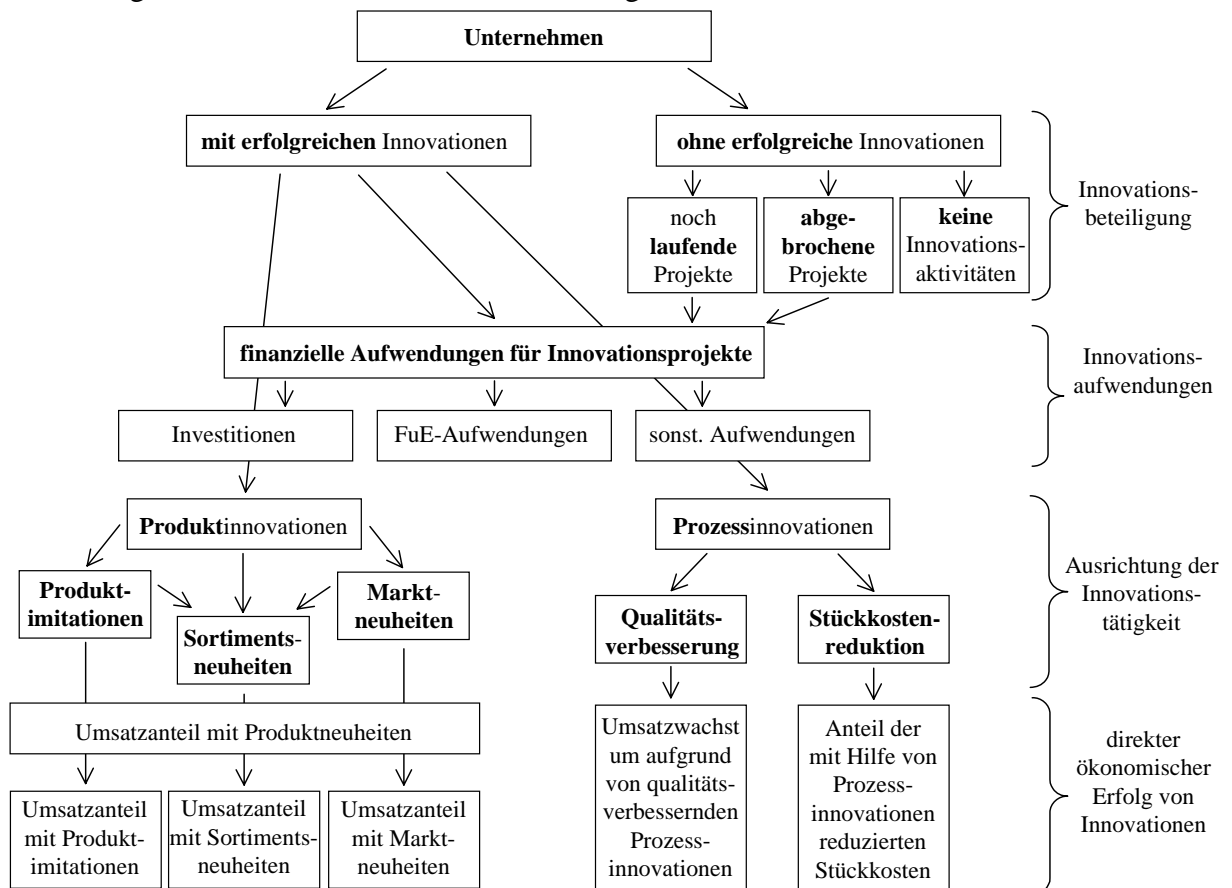 Unternehmen
mit erfolgreichen Innovationen
ohne erfolgreiche Innovationen
noch
laufende
Projekte
abge-
brochene
Projekte
keine
Innovations-
aktivitäten
Innovations-
beteiligung
finanzielle Aufwendungen für Innovationsprojekte
Investitionen
FuE-Aufwendungen
sonst. Aufwendungen
Innovations-
aufwendungen
Produktinnovationen
Prozessinnovationen
Produkt-
imitationen
Sortiments-
neuheiten
Markt-
neuheiten
Qualitäts-
verbesserung
Stückkosten-
reduktion
Ausrichtung der
Innovations-
tätigkeit
Umsatzanteil mit Produktneuheiten
Umsatzanteil
mit Produkt-
imitationen
Umsatzanteil
mit Sortiments-
neuheiten
Umsatzanteil
mit Markt-
neuheiten
Umsatzwachst
um aufgrund
von qualitäts-
verbessernden
Prozess-
innovationen
Anteil der
mit Hilfe von
Prozess-
innovationen
reduzierten
Stückkosten
direkter
ökonomischer
Erfolg von
Innovationen